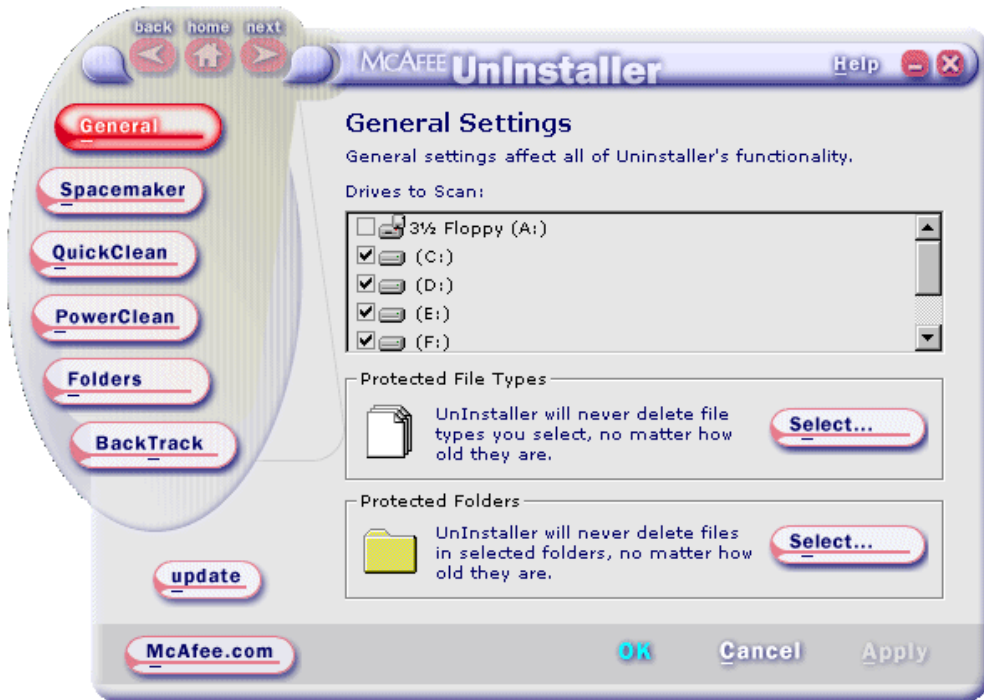 back home next
McAfee UnInstaller
Help
General
Spacemaker
QuickClean
PowerClean
Folders
BackTrack
update
McAfee.com
General Settings
General settings affect all of Uninstaller's functionality.
Drives to Scan:
3½ Floppy (A:)
(C:)
(D:)
(E:)
(F:)
Protected File Types
UnInstaller will never delete file
types you select, no matter how
old they are.
Select...
Protected Folders
UnInstaller will never delete files
in selected folders, no matter how
old they are.
Select...
OK
Cancel
Apply